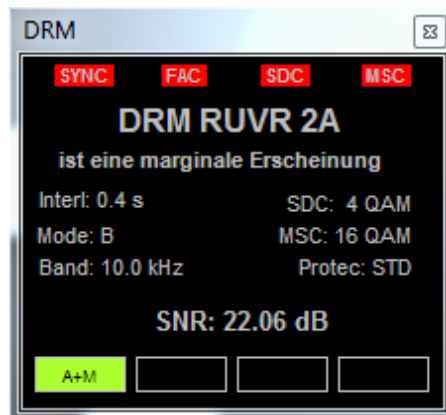 DRM
SYNC FAC SDC MSC
DRM RUVR 2A
ist eine marginale Erscheinung
Interl: 0.4 s SDC: 4 QAM
Mode: B MSC: 16 QAM
Band: 10.0 kHz Protec: STD
SNR: 22.06 dB
A+M